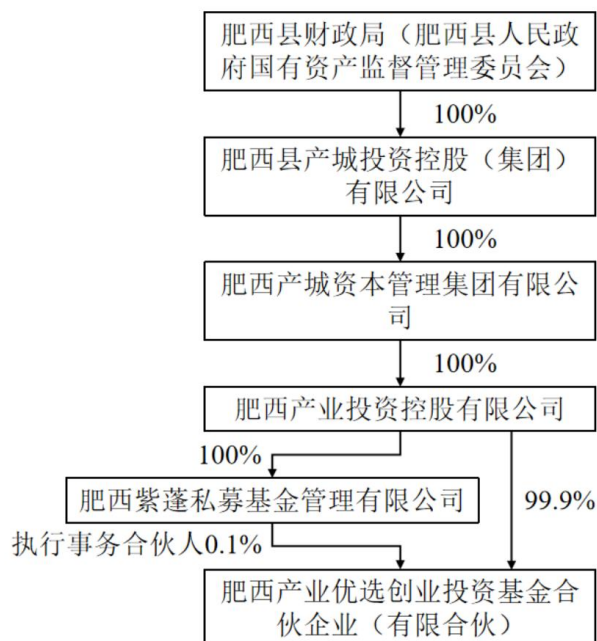 肥西县财政局（肥西县人民政
府国有资产监督管理委员会）
100%
肥西县产城投资控股（集团）
有限公司
100%
肥西产城资本管理集团有限公
司
100%
肥西产业投资控股有限公司
100%
肥西紫蓬私募基金管理有限公司
99.9%
执行事务合伙人0.1%
肥西产业优选创业投资基金合
伙企业（有限合伙）